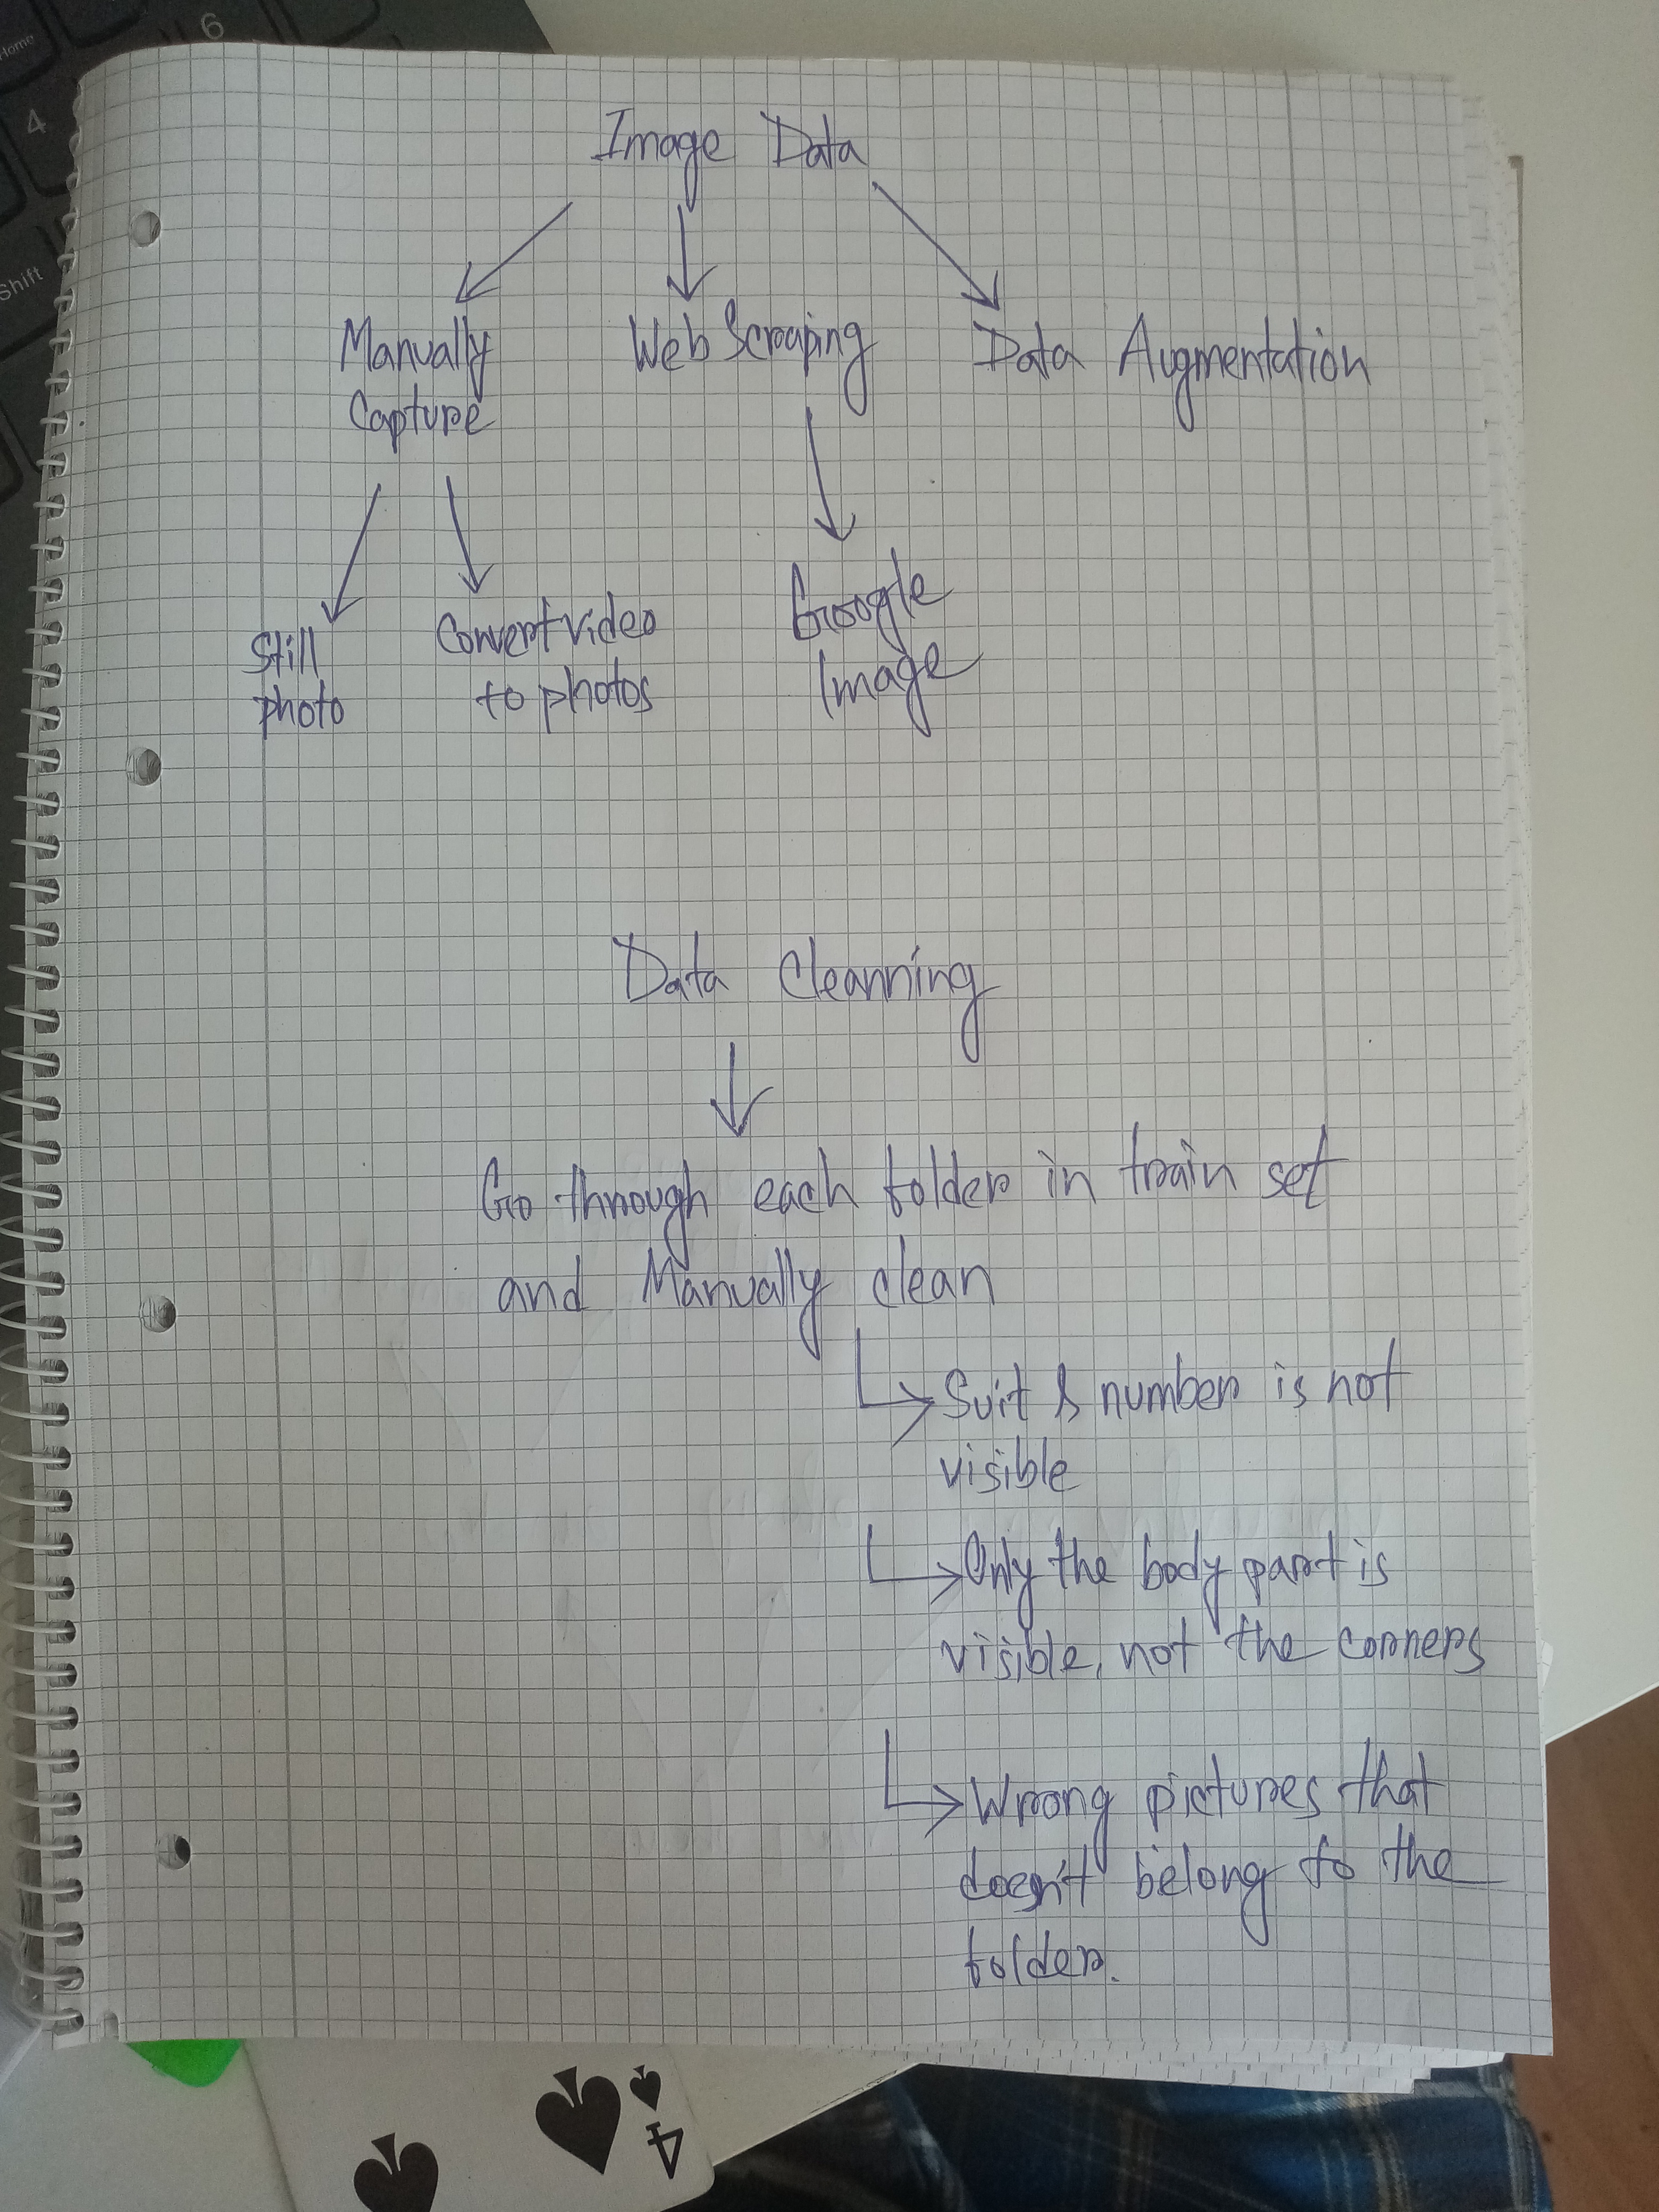 Home
6
4
Shift
Image Data
Manually
Capture
Web Scraping
Data Augmentation
Still
photo
Convert video
to photos
Google
Image
Data Cleanning
Go through each folder in train set
and Manually clean
Suit & number is not
visible
Only the body part is
visible, not the corners
Wrong pictures that
doesn't belong to the
folder.
4